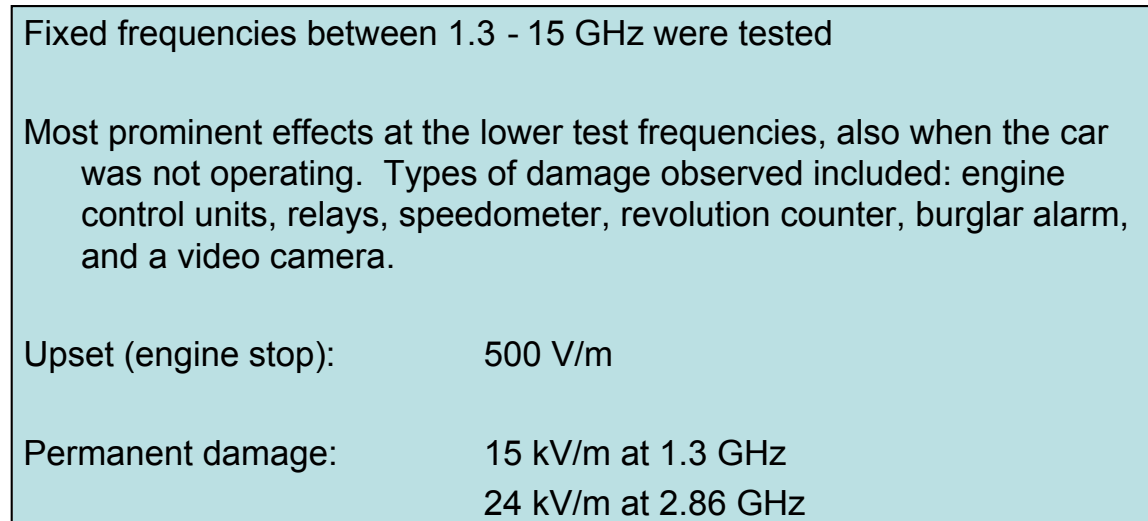 Fixed frequencies between 1.3 - 15 GHz were tested
Most prominent effects at the lower test frequencies, also when the car
was not operating. Types of damage observed included: engine
control units, relays, speedometer, revolution counter, burglar alarm,
and a video camera.
Upset (engine stop): 500 V/m
Permanent damage: 15 kV/m at 1.3 GHz
24 kV/m at 2.86 GHz